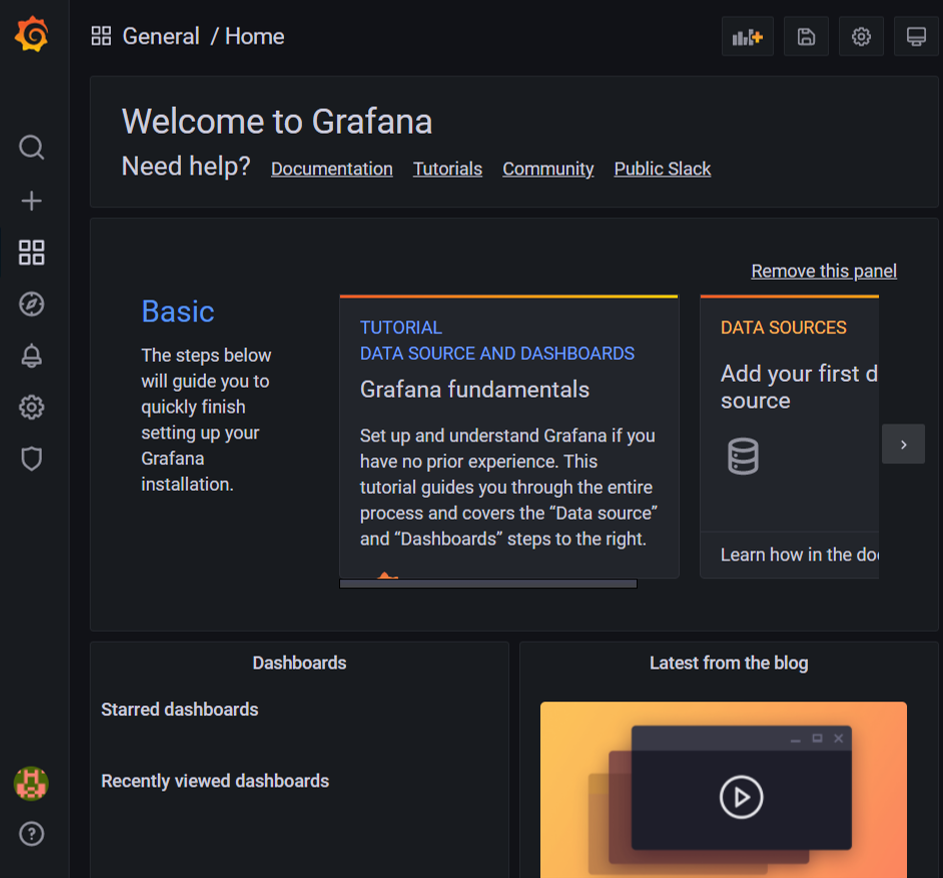 General / Home
Welcome to Grafana
Need help? Documentation Tutorials Community Public Slack
Remove this panel
Basic
The steps below
will guide you to
quickly finish
setting up your
Grafana
installation.
TUTORIAL
DATA SOURCE AND DASHBOARDS
Grafana fundamentals
Set up and understand Grafana if you
have no prior experience. This
tutorial guides you through the entire
process and covers the “Data source”
and “Dashboards” steps to the right.
DATA SOURCES
Add your first d
source
Learn how in the do
Dashboards
Starred dashboards
Recently viewed dashboards
Latest from the blog